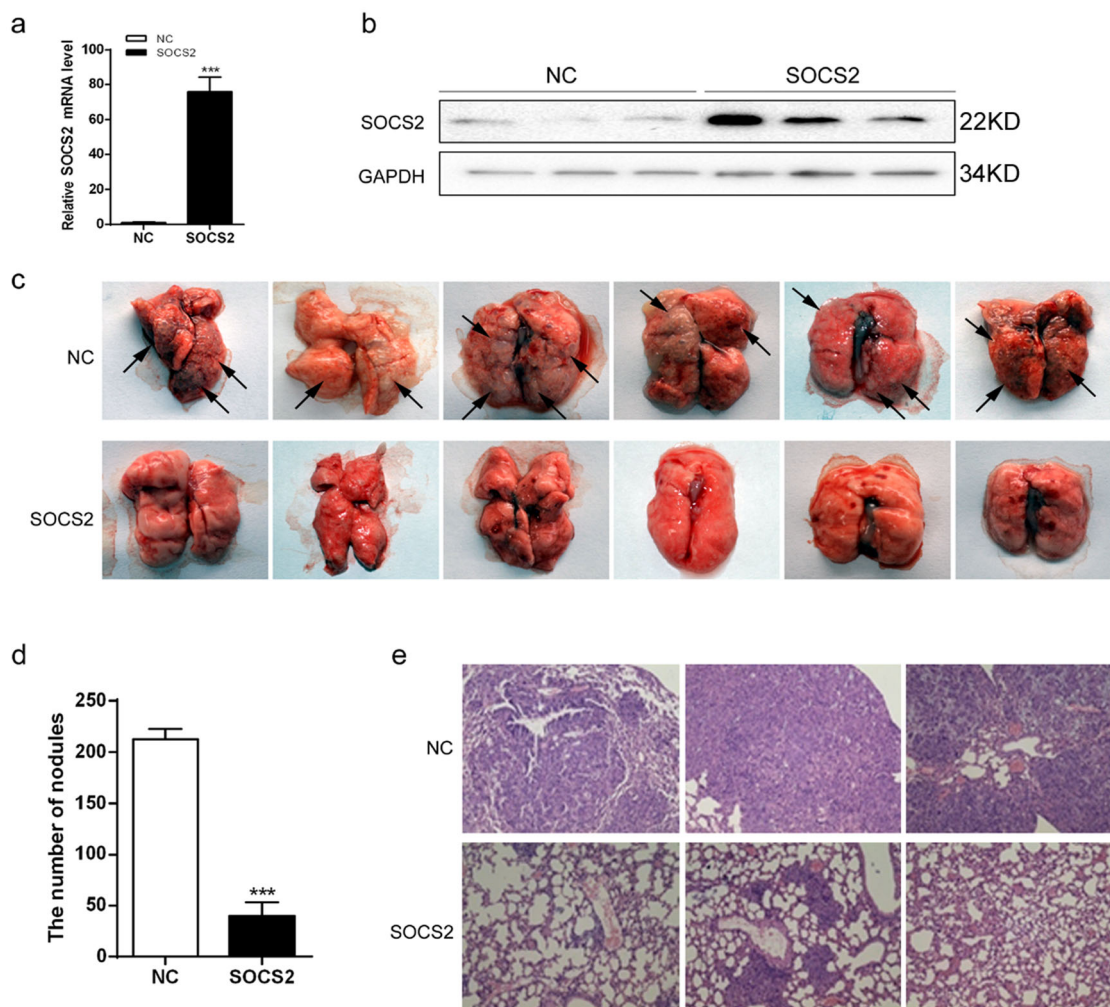 a
NC
SOCS2
Relative SOCS2 mRNA level
100
80
60
40
20
0
***
NC SOCS2
b
NC SOCS2
SOCS2 22KD
GAPDH 34KD
c
NC
SOCS2
d
The number of nodules
250
200
150
100
50
0
***
NC SOCS2
e
NC
SOCS2